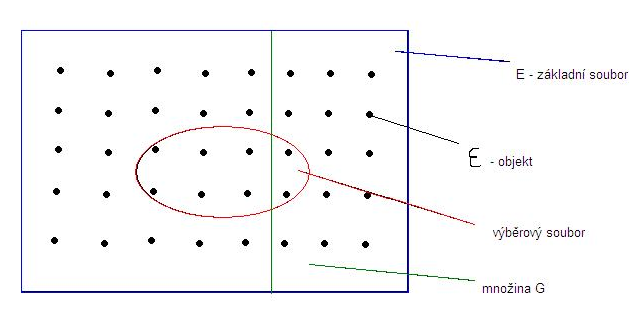 E - základní soubor
ε - objekt
výběrový soubor
množina G